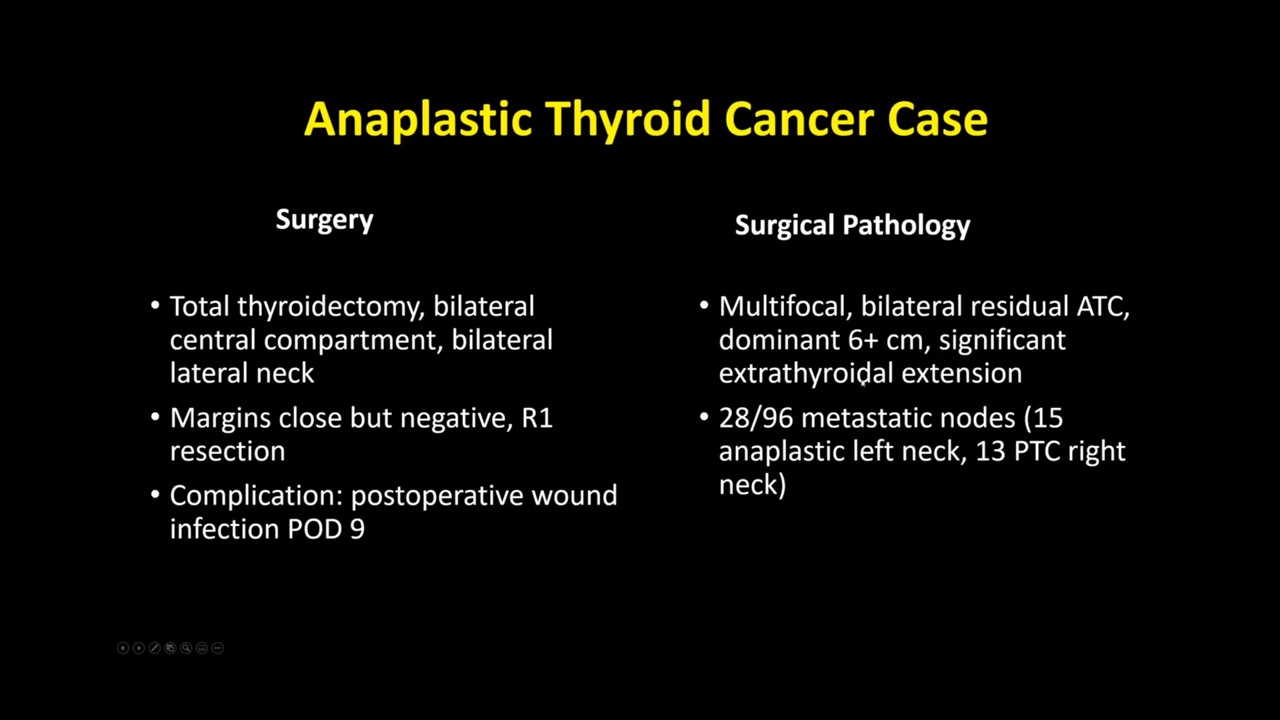 Anaplastic Thyroid Cancer Case
Surgery
• Total thyroidectomy, bilateral
central compartment, bilateral
lateral neck
• Margins close but negative, R1
resection
• Complication: postoperative wound
infection POD 9
Surgical Pathology
• Multifocal, bilateral residual ATC,
dominant 6+ cm, significant
extrathyroidal extension
• 28/96 metastatic nodes (15
anaplastic left neck, 13 PTC right
neck)